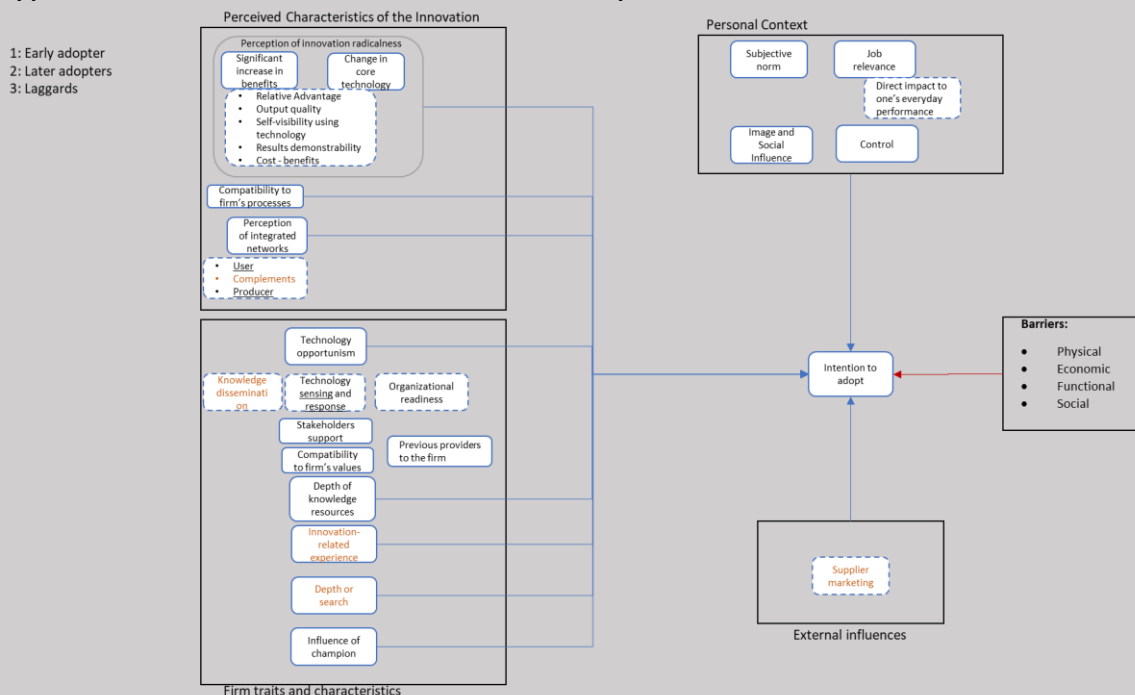 Perceived Characteristics of the Innovation
1: Early adopter
2: Later adopters
3: Laggards
Perception of innovation radicalness
Significant
increase in
benefits
Change in
core
technology
• Relative Advantage
• Output quality
• Self-visibility using
technology
• Results demonstrability
• Cost - benefits
Compatibility to
firm's processes
Perception
of integrated
networks
• User
• Complements
• Producer
Technology
opportunism
Knowledge
disseminati
on
Technology
sensing and
response
Organizational
readiness
Stakeholders
support
Previous providers
to the firm
Compatibility
to firm's values
Depth of
knowledge
resources
Innovation-
related
experience
Depth or
search
Influence of
champion
Firm traits and characteristics
Personal Context
Subjective
norm
Job
relevance
Direct impact to
one's everyday
performance
Image and
Social
Influence
Control
Intention to
adopt
Barriers:
• Physical
• Economic
• Functional
• Social
Supplier
marketing
External influences